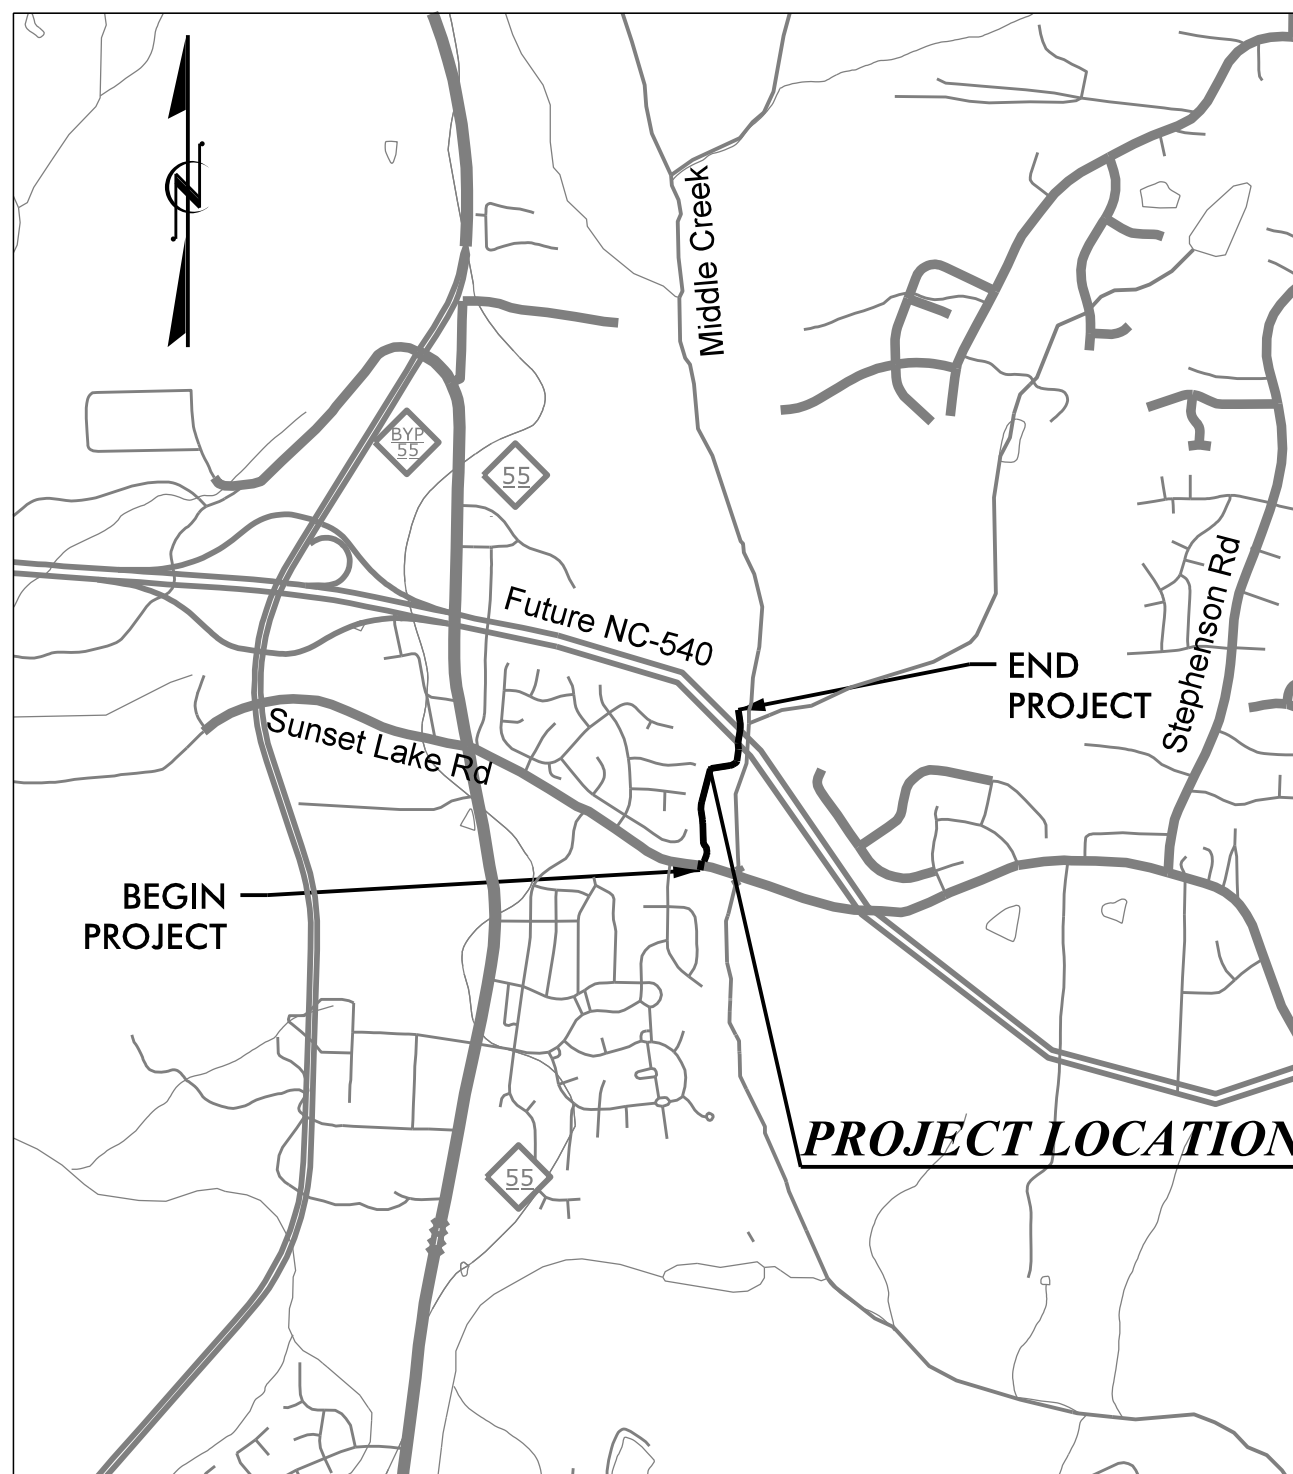 N
Middle Creek
BYP
55
55
Future NC-540
Stephenson Rd
END
PROJECT
Sunset Lake Rd
BEGIN
PROJECT
PROJECT LOCATION
55